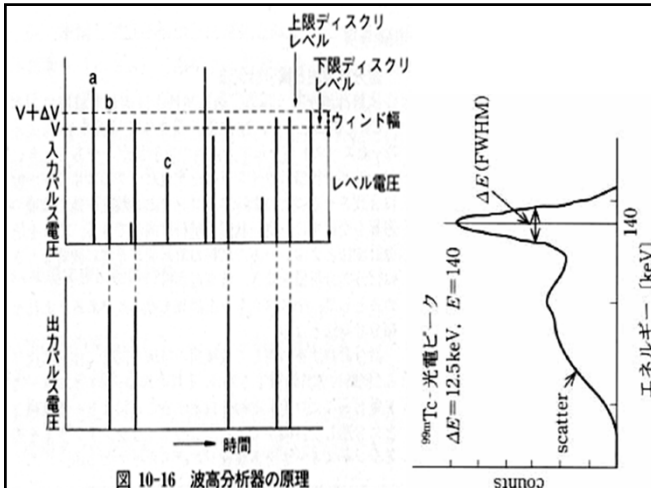 上限ディスクリ
レベル
下限ディスクリ
レベル
a
b
c
V+ΔV
V
ウィンド幅
レベル電圧
入力パルス電圧
出力パルス電圧
時間
図 10-16 波高分析器の原理
99mTc-光電ピーク
ΔE=12.5keV, E=140
ΔE(FWHM)
scatter
counts
140
エネルギー [keV]